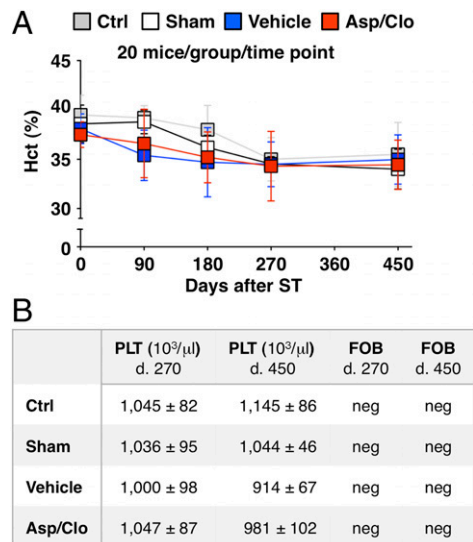 A
Ctrl Sham Vehicle Asp/Clo
20 mice/group/time point
Hct (%)
45
40
35
30
0
0 90 180 270 360 450
Days after ST
B
PLT (10³/µl) d. 270 PLT (10³/µl) d. 450 FOB d. 270 FOB d. 450
Ctrl 1,045 ± 82 1,145 ± 86 neg neg
Sham 1,036 ± 95 1,044 ± 46 neg neg
Vehicle 1,000 ± 98 914 ± 67 neg neg
Asp/Clo 1,047 ± 87 981 ± 102 neg neg